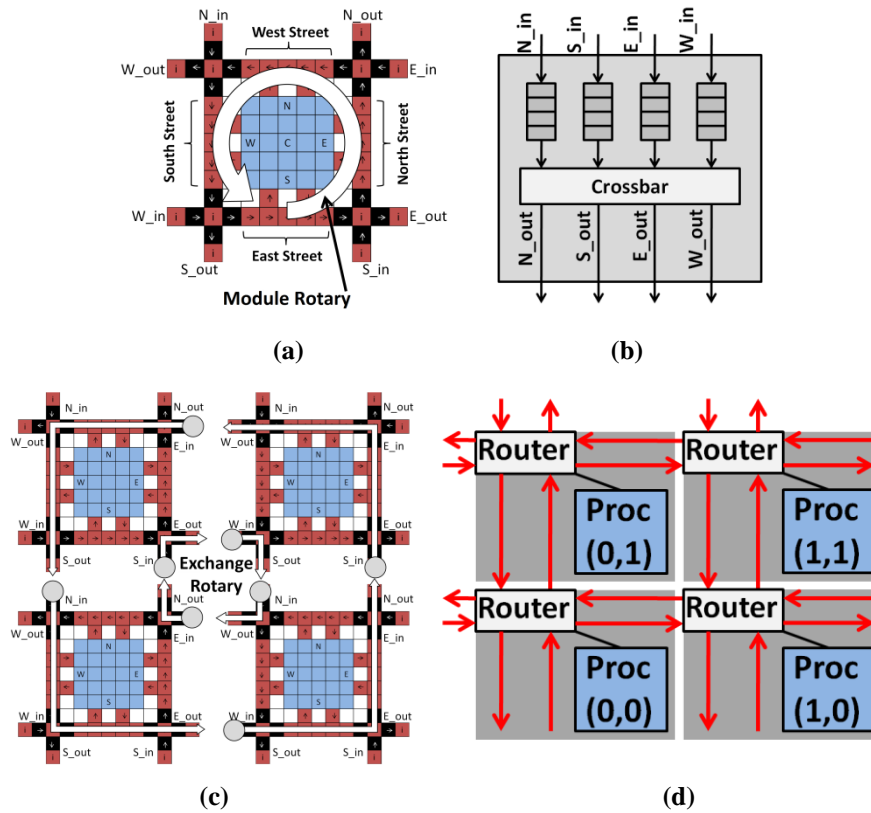 N_in N_out
West Street
W_out i i i i E_in
South Street
N
W C E
S
North Street
W_in i i i i E_out
East Street
S_out i i S_in
Module Rotary
(a)
N_in S_in E_in W_in
Crossbar
N_out S_out E_out W_out
(b)
N_in N_out N_in N_out
W_out E_in W_out E_in
N N
W E W E
S S
W_in E_out W_in E_out
S_out S_in S_out S_in
Exchange
Rotary
N_in N_out N_in N_out
W_out E_in W_out E_in
N N
W E W E
S S
W_in E_out W_in E_out
S_out S_in S_out S_in
(c)
Router Router
Proc Proc
(0,1) (1,1)
Router Router
Proc Proc
(0,0) (1,0)
(d)